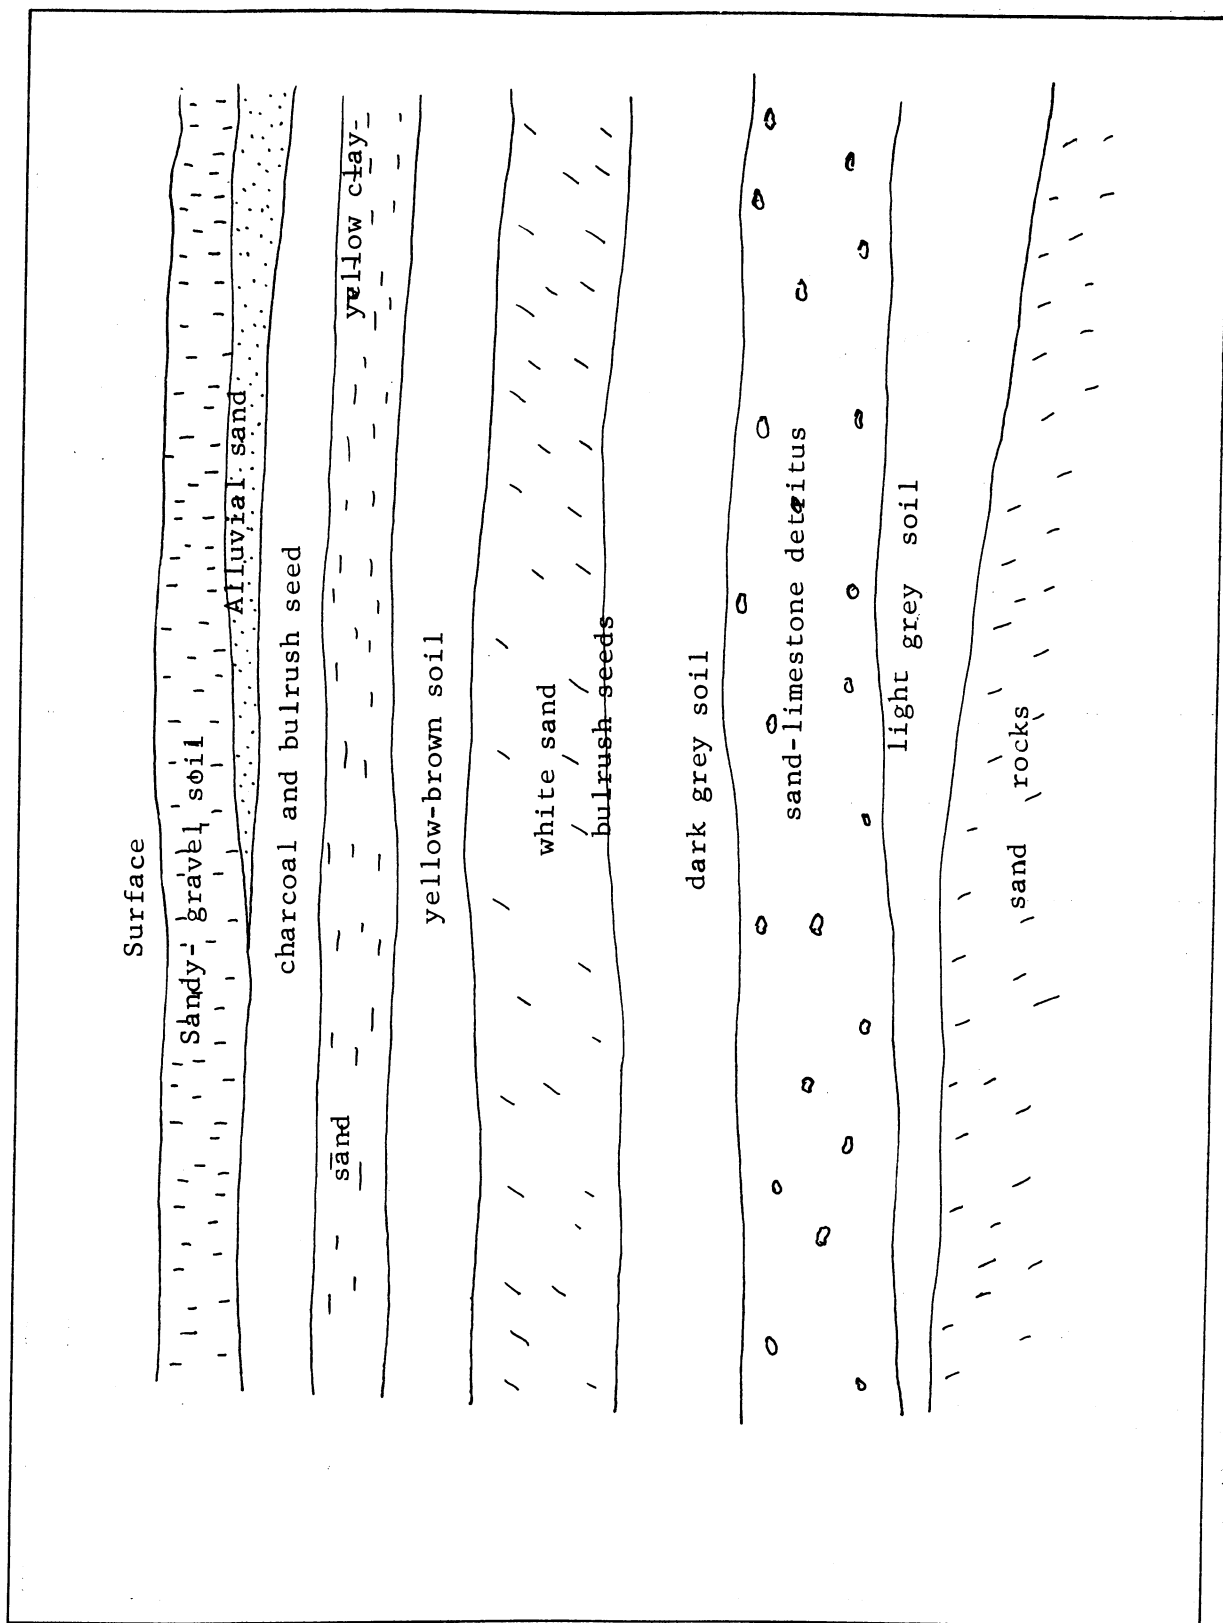 Surface
Sandy- gravel soil
Alluvial sand
charcoal and bulrush seed
sand
yellow clay
yellow-brown soil
white sand
bulrush seeds
dark grey soil
sand-limestone detritus
light grey soil
sand rocks